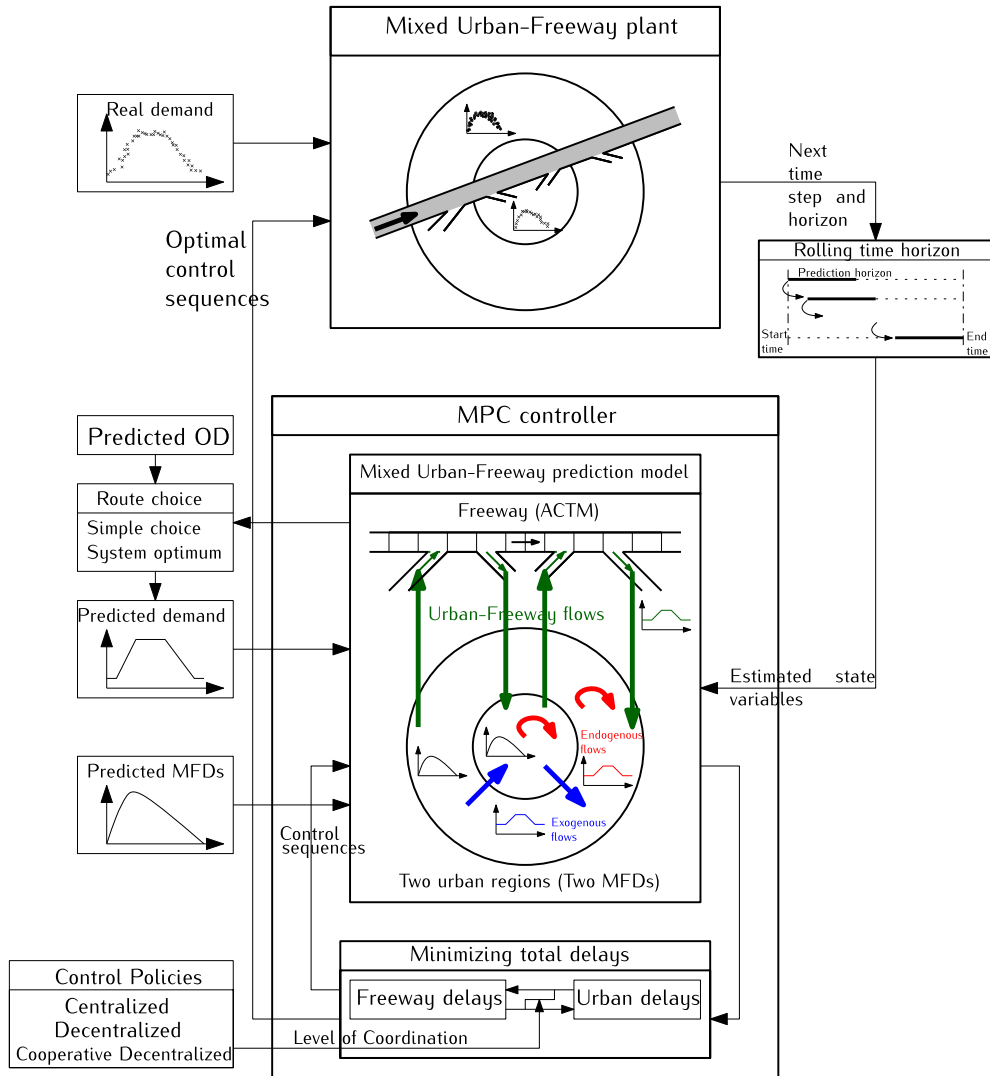 Mixed Urban-Freeway plant
Real demand
Next
time
step and
horizon
Optimal
control
sequences
Rolling time horizon
Prediction horizon
Start
time
End
time
MPC controller
Predicted OD
Mixed Urban-Freeway prediction model
Route choice
Simple choice
System optimum
Freeway (ACTM)
Predicted demand
Urban-Freeway flows
Estimated state
variables
Endogenous
flows
Predicted MFDs
Exogenous
flows
Control
sequences
Two urban regions (Two MFDs)
Minimizing total delays
Freeway delays
Urban delays
Control Policies
Centralized
Decentralized
Cooperative Decentralized
Level of Coordination